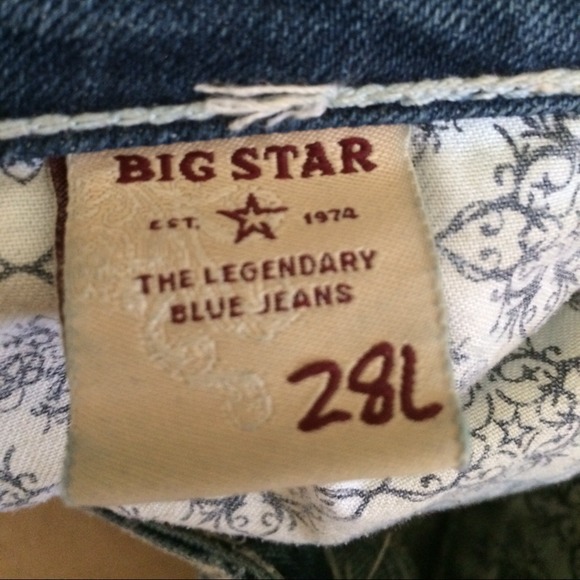 BIG STAR
EST. 1974
THE LEGENDARY
BLUE JEANS
28L